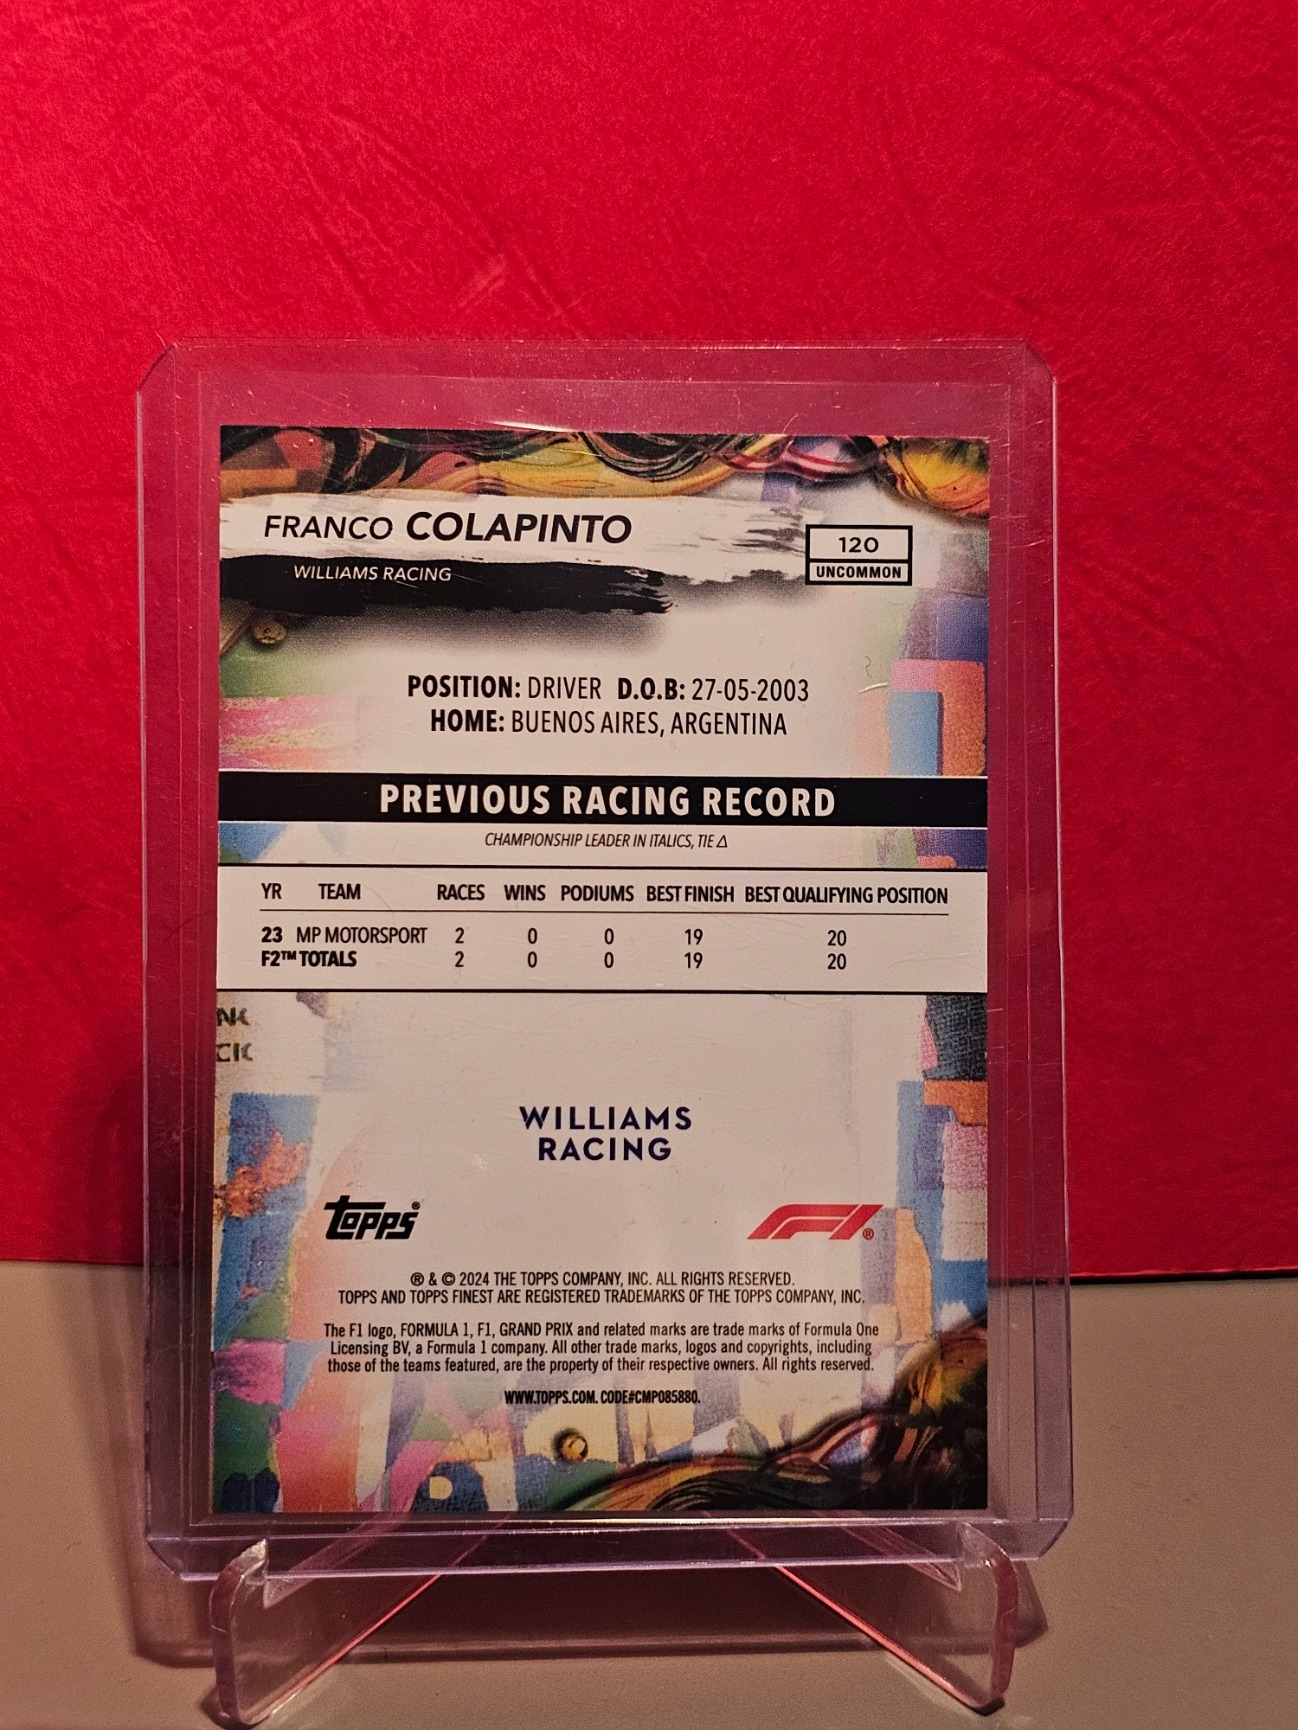 FRANCO COLAPINTO
WILLIAMS RACING
120
UNCOMMON
POSITION: DRIVER D.O.B: 27-05-2003
HOME: BUENOS AIRES, ARGENTINA
PREVIOUS RACING RECORD
CHAMPIONSHIP LEADER IN ITALICS, TIE Δ
YR TEAM RACES WINS PODIUMS BEST FINISH BEST QUALIFYING POSITION
23 MP MOTORSPORT 2 0 0 19 20
F2™ TOTALS 2 0 0 19 20
NK
CK
WILLIAMS
RACING
topps®
F1®
® & © 2024 THE TOPPS COMPANY, INC. ALL RIGHTS RESERVED.
TOPPS AND TOPPS FINEST ARE REGISTERED TRADEMARKS OF THE TOPPS COMPANY, INC.
The F1 logo, FORMULA 1, F1, GRAND PRIX and related marks are trade marks of Formula One
Licensing BV, a Formula 1 company. All other trade marks, logos and copyrights, including
those of the teams featured, are the property of their respective owners. All rights reserved.
WWW.TOPPS.COM. CODE#CMP085880.